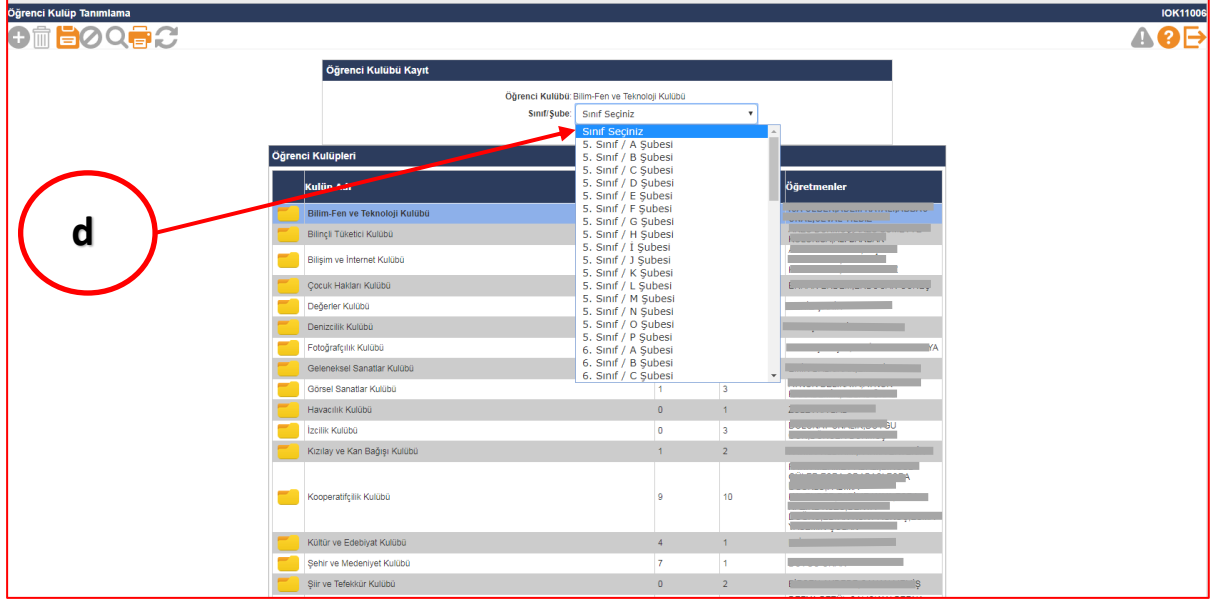 Öğrenci Kulüp Tanımlama IOK11006
Öğrenci Kulübü Kayıt
Öğrenci Kulübü: Bilim-Fen ve Teknoloji Kulübü
Sınıf/Şube: Sınıf Seçiniz
Sınıf Seçiniz
5. Sınıf / A Şubesi
5. Sınıf / B Şubesi
5. Sınıf / C Şubesi
5. Sınıf / D Şubesi
5. Sınıf / E Şubesi
5. Sınıf / F Şubesi
5. Sınıf / G Şubesi
5. Sınıf / H Şubesi
5. Sınıf / İ Şubesi
5. Sınıf / J Şubesi
5. Sınıf / K Şubesi
5. Sınıf / L Şubesi
5. Sınıf / M Şubesi
5. Sınıf / N Şubesi
5. Sınıf / O Şubesi
5. Sınıf / P Şubesi
6. Sınıf / A Şubesi
6. Sınıf / B Şubesi
6. Sınıf / C Şubesi
d
Öğrenci Kulüpleri
Kulüp Adı Öğretmenler
Bilim-Fen ve Teknoloji Kulübü
Bilinçli Tüketici Kulübü
Bilişim ve İnternet Kulübü
Çocuk Hakları Kulübü
Değerler Kulübü
Denizcilik Kulübü
Fotoğrafçılık Kulübü YA
Geleneksel Sanatlar Kulübü
Görsel Sanatlar Kulübü 1 3
Havacılık Kulübü 0 1
İzcilik Kulübü 0 3
Kızılay ve Kan Bağışı Kulübü 1 2
Kooperatifçilik Kulübü 9 10
Kültür ve Edebiyat Kulübü 4 1
Şehir ve Medeniyet Kulübü 7 1
Şiir ve Tefekkür Kulübü 0 2